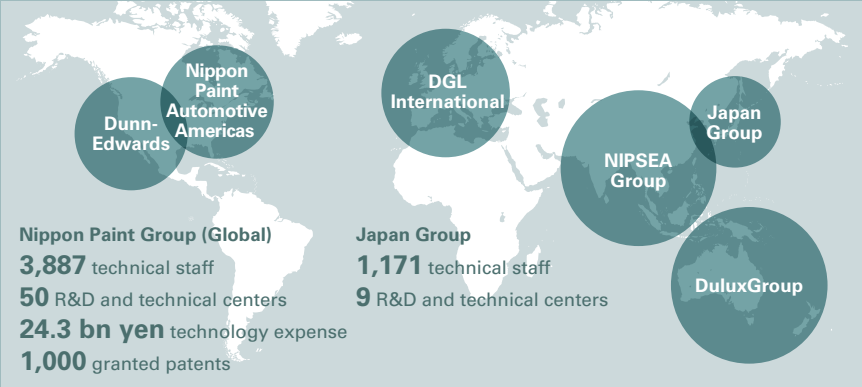 Nippon
Paint
Automotive
Americas
Dunn-
Edwards
DGL
International
Japan
Group
NIPSEA
Group
DuluxGroup
Nippon Paint Group (Global)
3,887 technical staff
50 R&D and technical centers
24.3 bn yen technology expense
1,000 granted patents
Japan Group
1,171 technical staff
9 R&D and technical centers